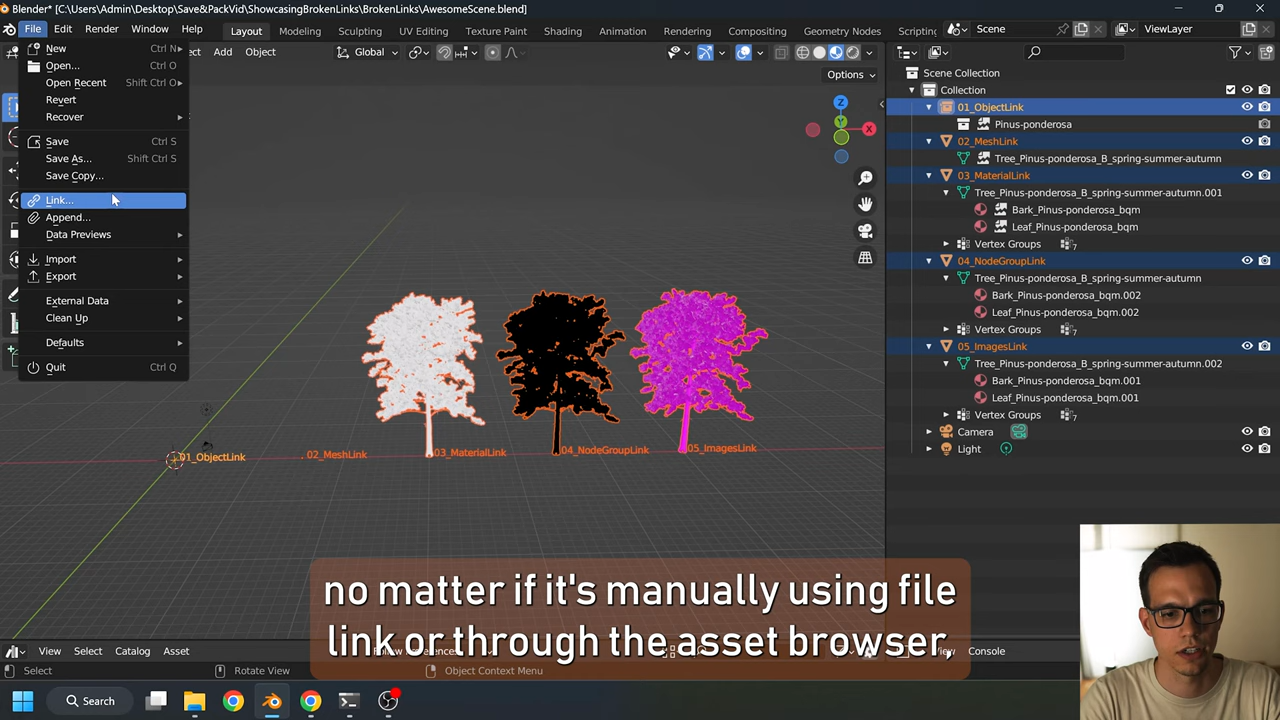 Blender* [C:\Users\Admin\Desktop\Save&PackVid\ShowcasingBrokenLinks\BrokenLinks\AwesomeScene.blend]
File Edit Render Window Help Layout Modeling Sculpting UV Editing Texture Paint Shading Animation Rendering Compositing Geometry Nodes Scene ViewLayer
Add Object Global
Options
New Ctrl N
Open... Ctrl O
Open Recent Shift Ctrl O
Revert
Recover
Save Ctrl S
Save As... Shift Ctrl S
Save Copy...
Link...
Append...
Data Previews
Import
Export
External Data
Clean Up
Defaults
Quit Ctrl Q
Z
Y
X
01_ObjectLink
02_MeshLink
03_MaterialLink
04_NodeGroupLink
05_ImagesLink
Scene Collection
Collection
01_ObjectLink
Pinus-ponderosa
02_MeshLink
Tree_Pinus-ponderosa_B_spring-summer-autumn
03_MaterialLink
Tree_Pinus-ponderosa_B_spring-summer-autumn.001
Bark_Pinus-ponderosa_bqm
Leaf_Pinus-ponderosa_bqm
Vertex Groups 7
04_NodeGroupLink
Tree_Pinus-ponderosa_B_spring-summer-autumn
Bark_Pinus-ponderosa_bqm.002
Leaf_Pinus-ponderosa_bqm.002
Vertex Groups 7
05_ImagesLink
Tree_Pinus-ponderosa_B_spring-summer-autumn.002
Bark_Pinus-ponderosa_bqm.001
Leaf_Pinus-ponderosa_bqm.001
Vertex Groups 7
Camera
Light
no matter if it's manually using file
link or through the asset browser,
View Select Catalog Asset Console
Select Rotate View Object Context Menu
Search